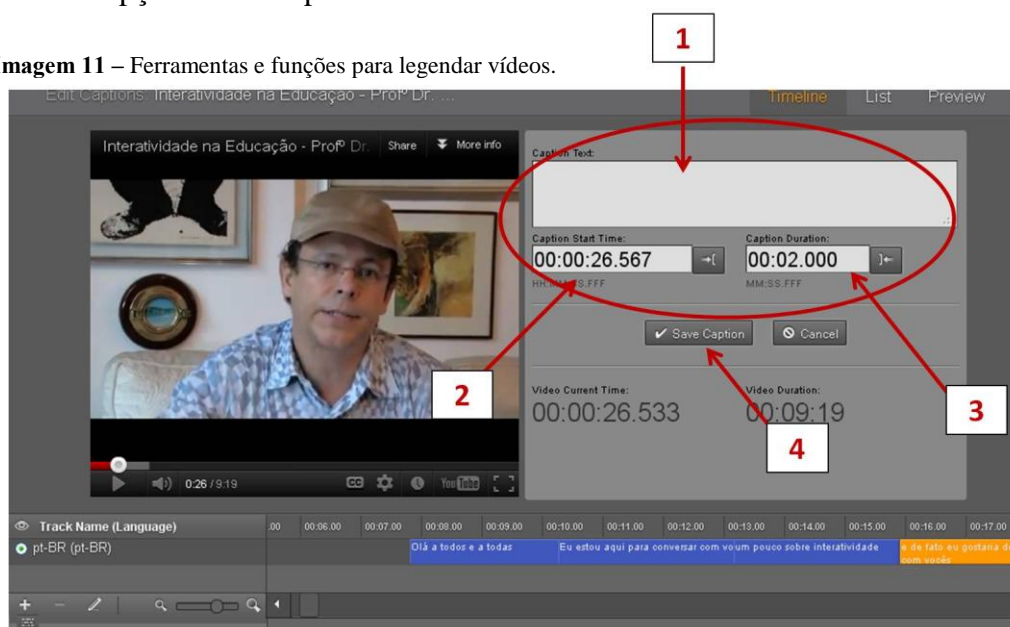 1
Imagem 11 – Ferramentas e funções para legendar vídeos.
Edit Captions: Interatividade na Educação - Profº Dr. ...
Timeline List Preview
Interatividade na Educação - Profº Dr. Share More info
Caption Text:
Caption Start Time: Caption Duration:
00:00:26.567 →[ 00:02.000 ]←
MM:SS.FFF
Save Caption Cancel
2
3
Video Current Time: Video Duration:
00:00:26.533 00:09:19
4
0:26 / 9:19 CC YouTube
Track Name (Language) .00 00:06.00 00:07.00 00:08.00 00:09.00 00:10.00 00:11.00 00:12.00 00:13.00 00:14.00 00:15.00 00:16.00 00:17.00
pt-BR (pt-BR) Olá a todos e a todas Eu estou aqui para conversar com vo um pouco sobre interatividade e de fato eu gostaria de
com vocês